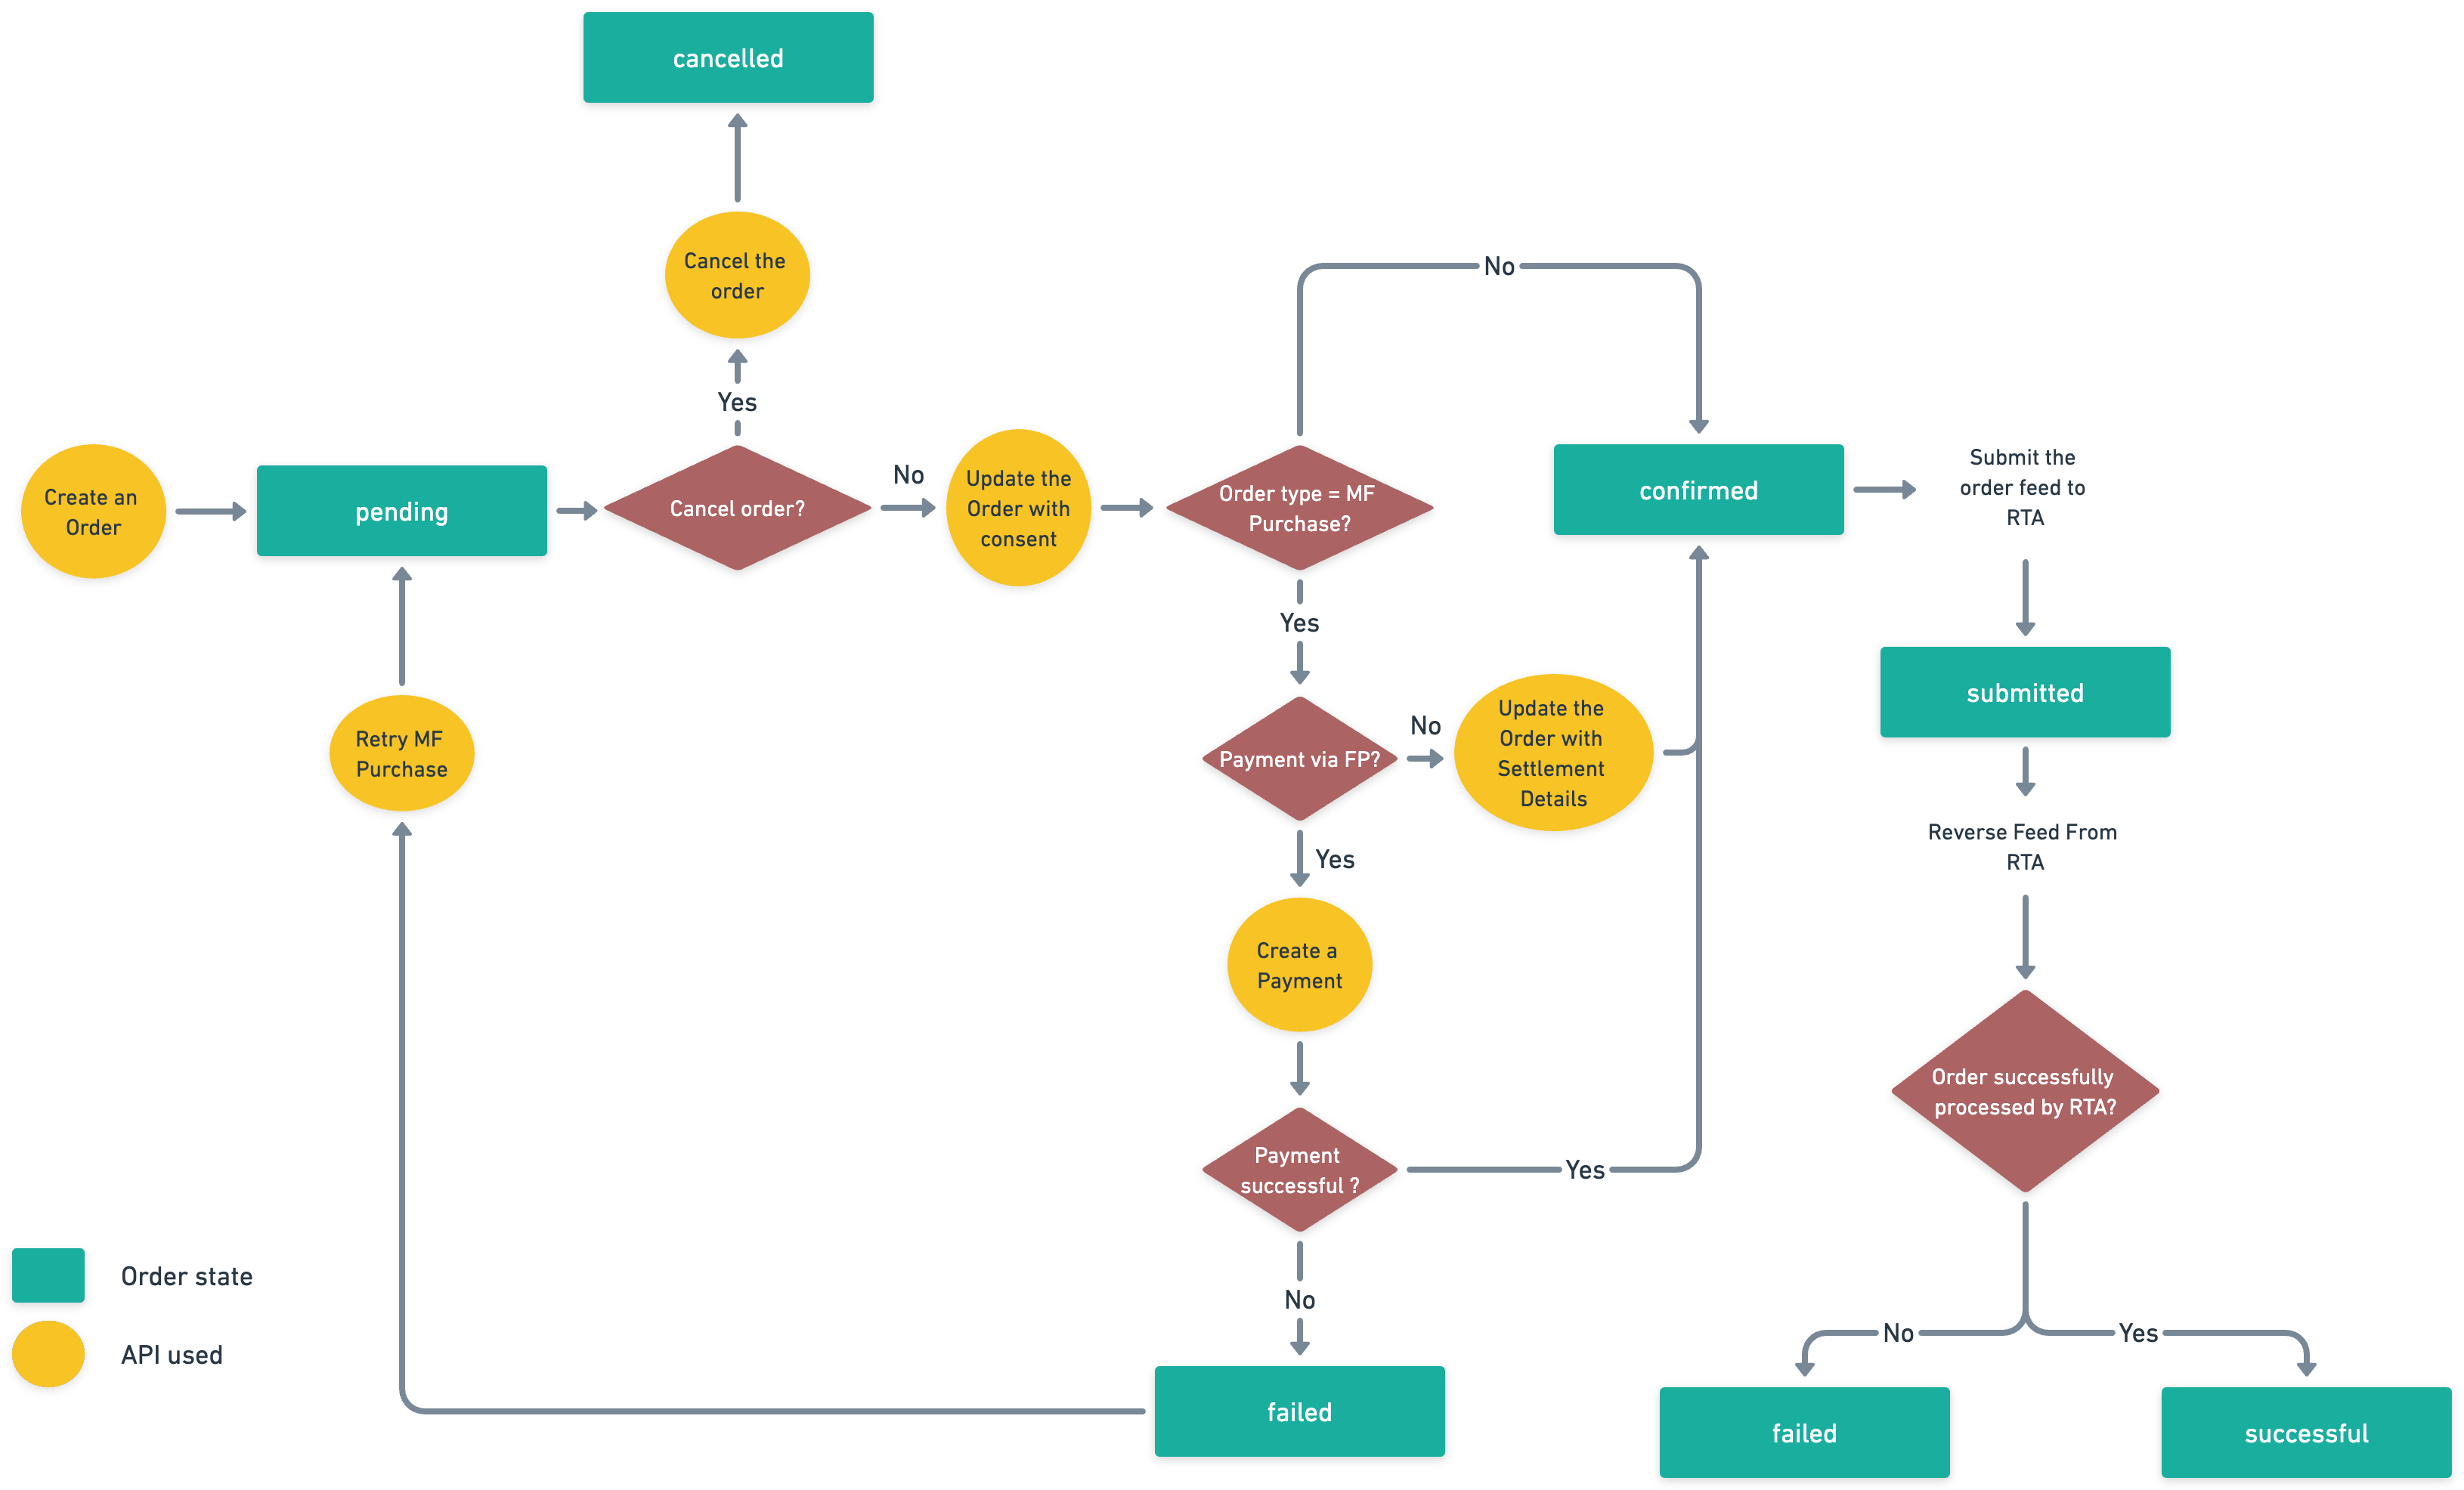 cancelled
Cancel the
order
Yes
No
Create an
Order
pending
Cancel order?
No
Update the
Order with
consent
Order type = MF
Purchase?
confirmed
Submit the
order feed to
RTA
Yes
submitted
Retry MF
Purchase
Payment via FP?
No
Update the
Order with
Settlement
Details
Reverse Feed From
RTA
Yes
Create a
Payment
Order successfully
processed by RTA?
Payment
successful ?
Yes
Order state
No
API used
No
Yes
failed
failed
successful